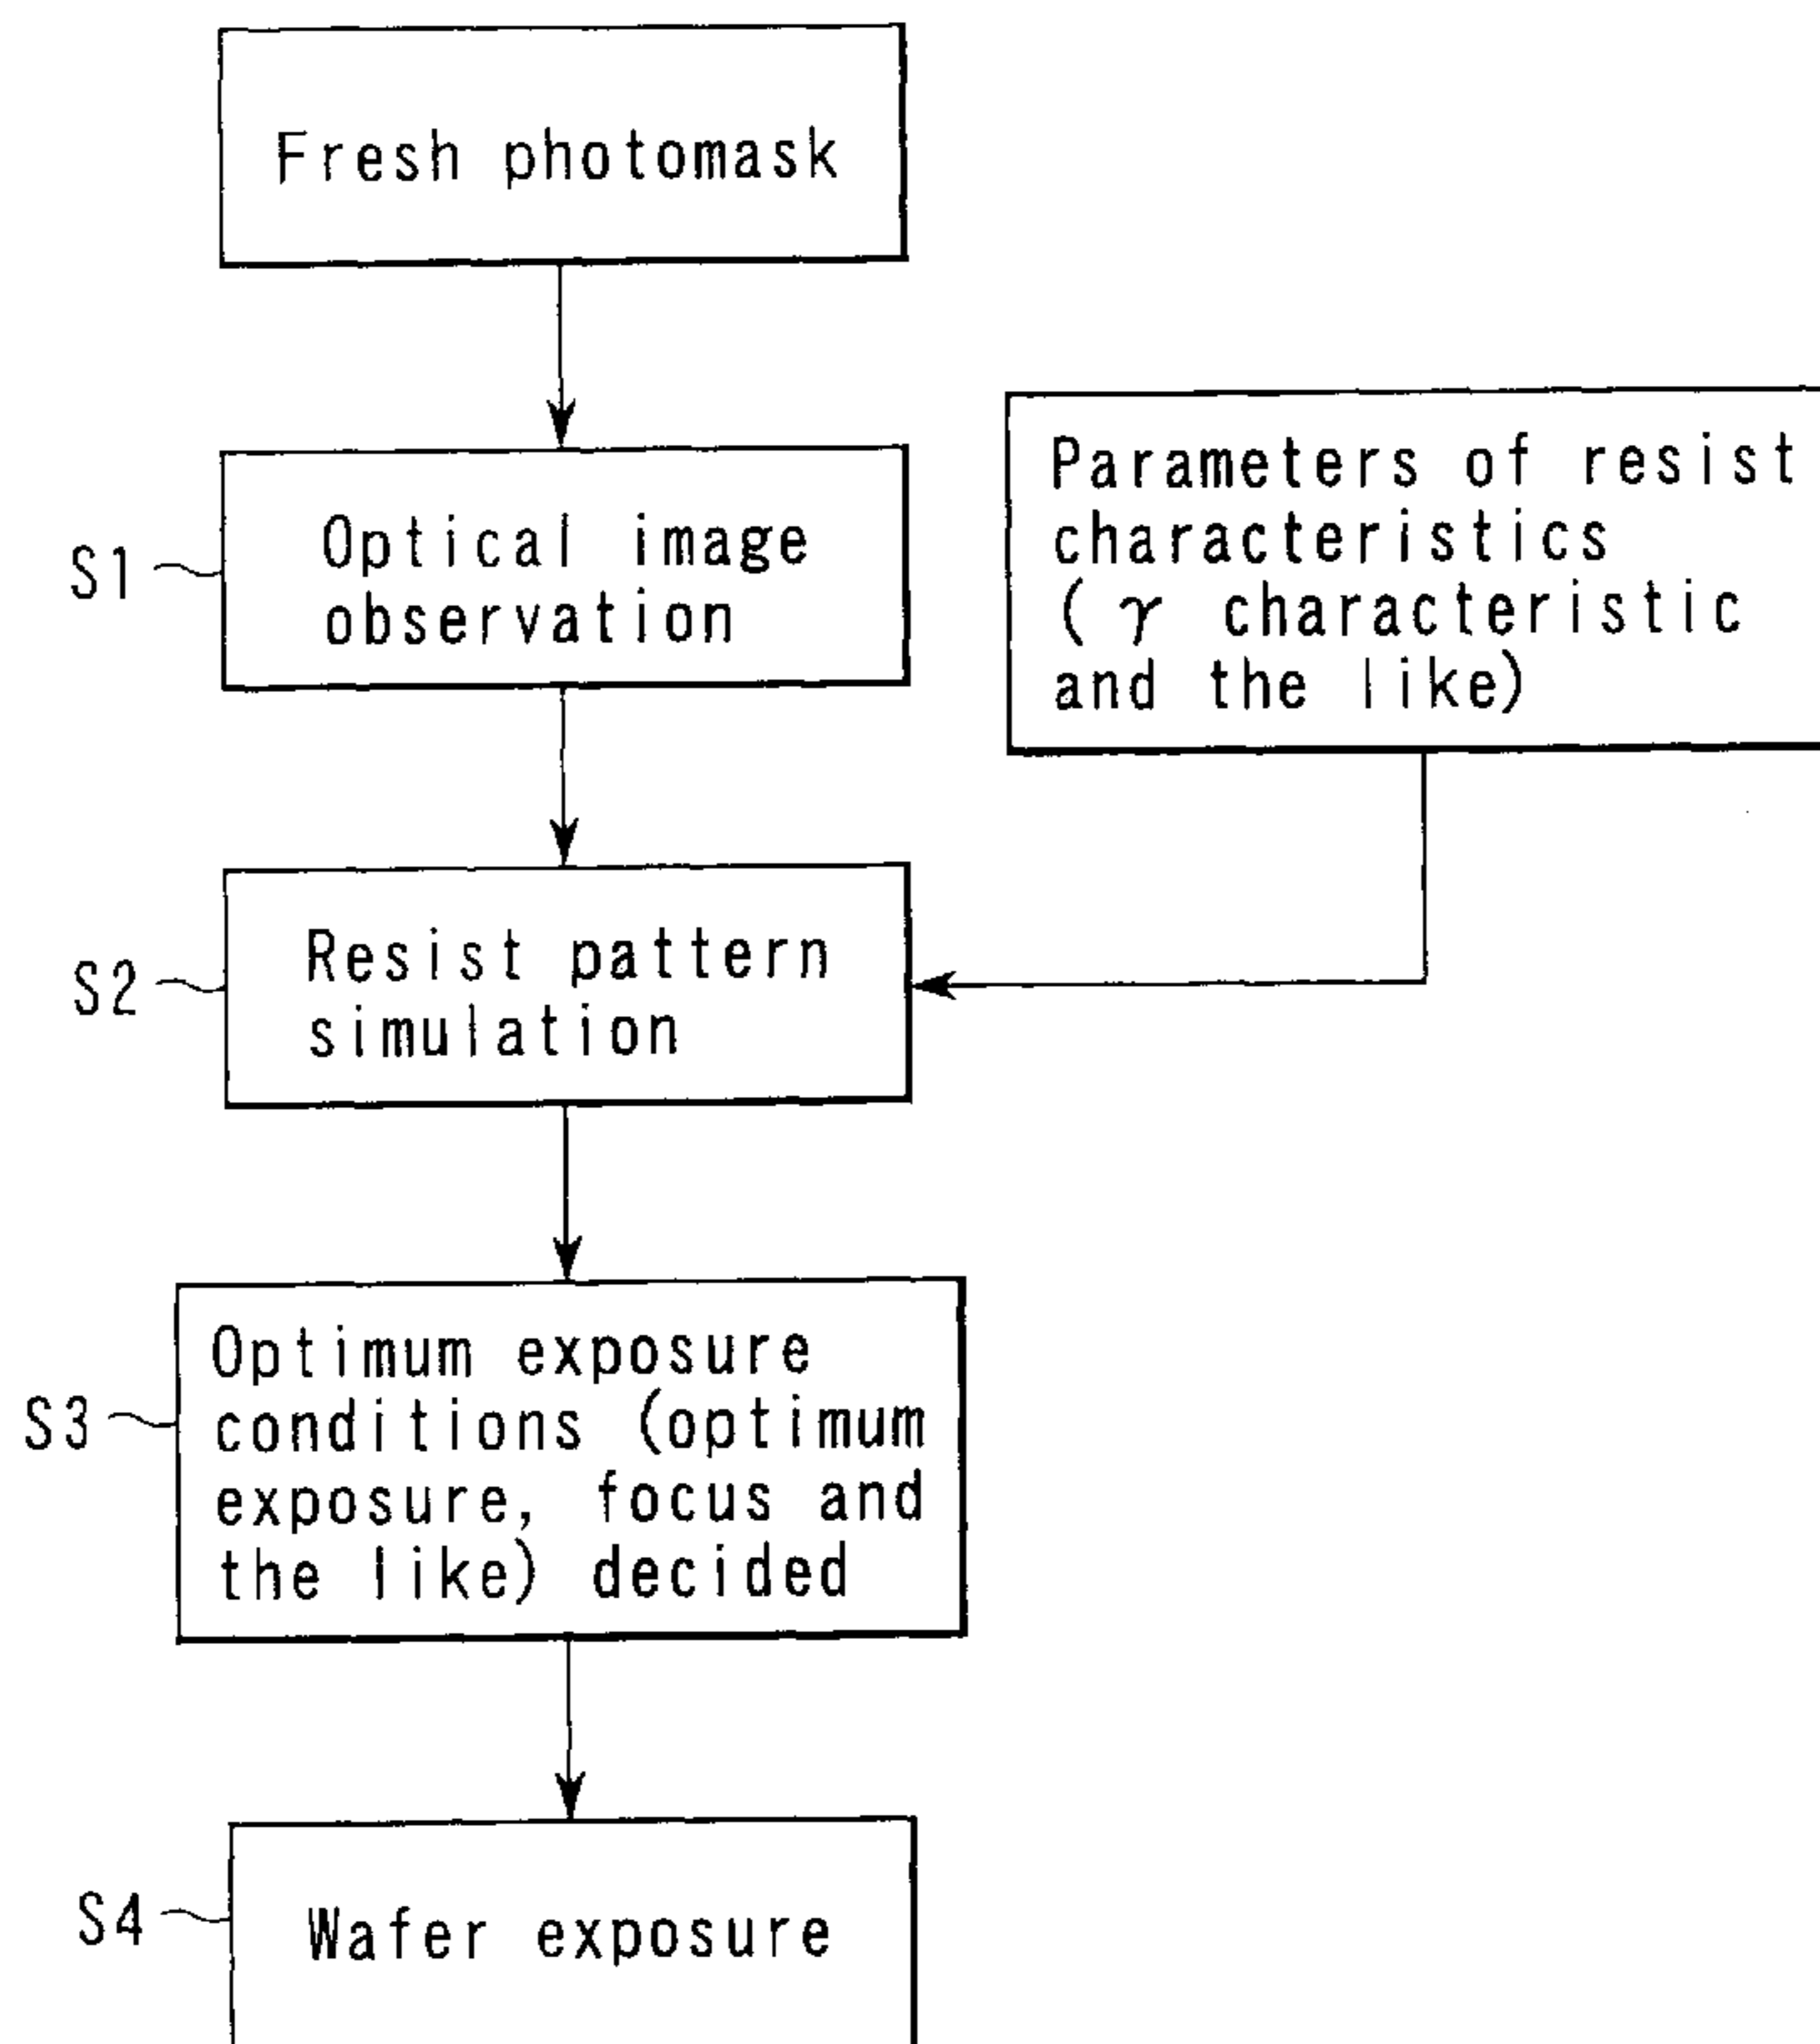 Fresh photomask
S1
Optical image
observation
Parameters of resist
characteristics
( γ characteristic
and the like)
S2
Resist pattern
simulation
S3
Optimum exposure
conditions (optimum
exposure, focus and
the like) decided
S4
Wafer exposure